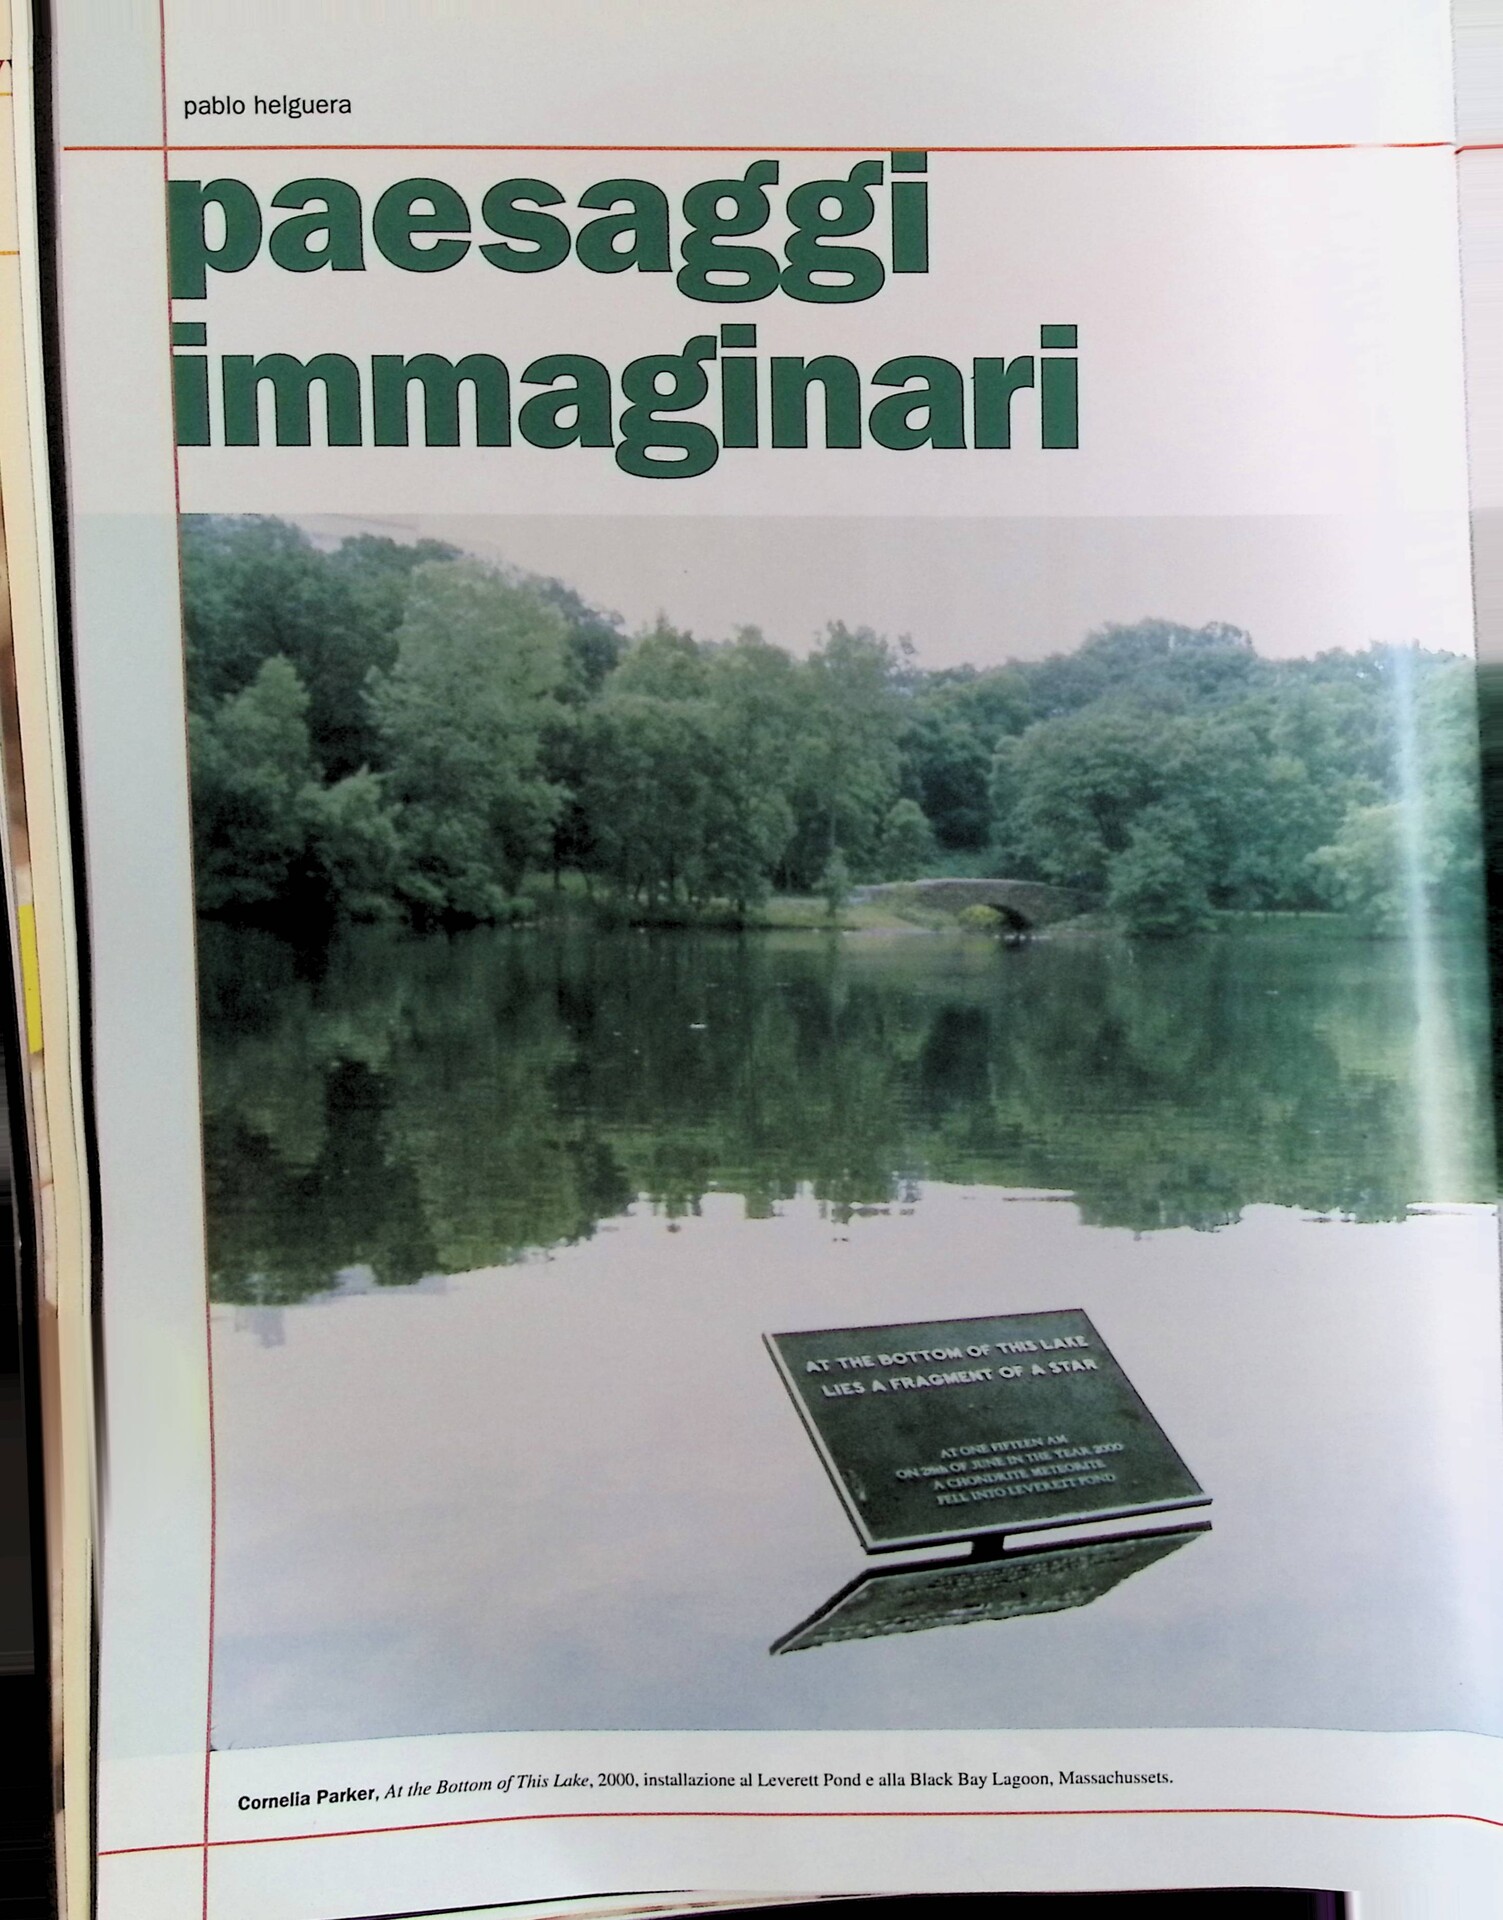 pablo helguera
paesaggi
immaginari
AT THE BOTTOM OF THIS LAKE
LIES A FRAGMENT OF A STAR
AT ONE FIFTEEN AM
ON 28th OF JUNE IN THE YEAR 2000
A CHONDRITE METEORITE
FELL INTO LEVERETT POND
Cornelia Parker, At the Bottom of This Lake, 2000, installazione al Leverett Pond e alla Black Bay Lagoon, Massachussets.